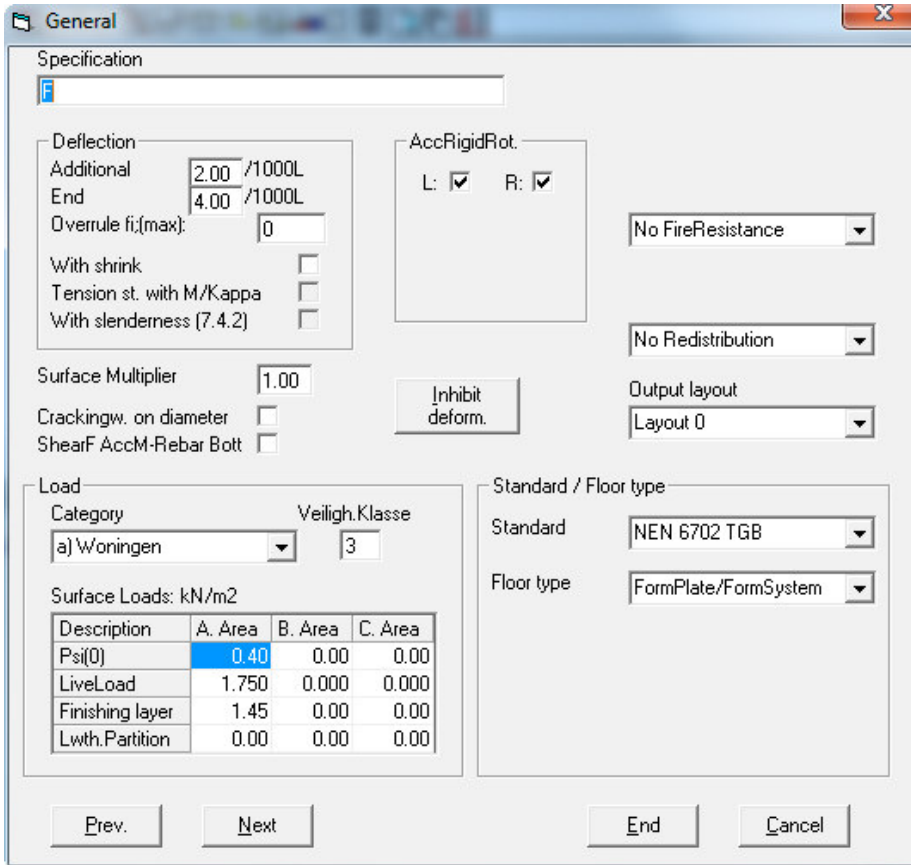 General
X
Specification
F
Deflection
Additional 2.00 /1000L
End 4.00 /1000L
Overrule fi;(max): 0
With shrink
Tension st. with M/Kappa
With slenderness (7.4.2)
AccRigidRot.
L: R:
No FireResistance
No Redistribution
Surface Multiplier 1.00
Crackingw. on diameter
ShearF AccM-Rebar Bott
Inhibit
deform.
Output layout
Layout 0
Load
Category Veiligh.Klasse
a) Woningen 3
Surface Loads: kN/m2
Description A. Area B. Area C. Area
Psi(0) 0.40 0.00 0.00
LiveLoad 1.750 0.000 0.000
Finishing layer 1.45 0.00 0.00
Lwth.Partition 0.00 0.00 0.00
Standard / Floor type
Standard NEN 6702 TGB
Floor type FormPlate/FormSystem
Prev. Next End Cancel